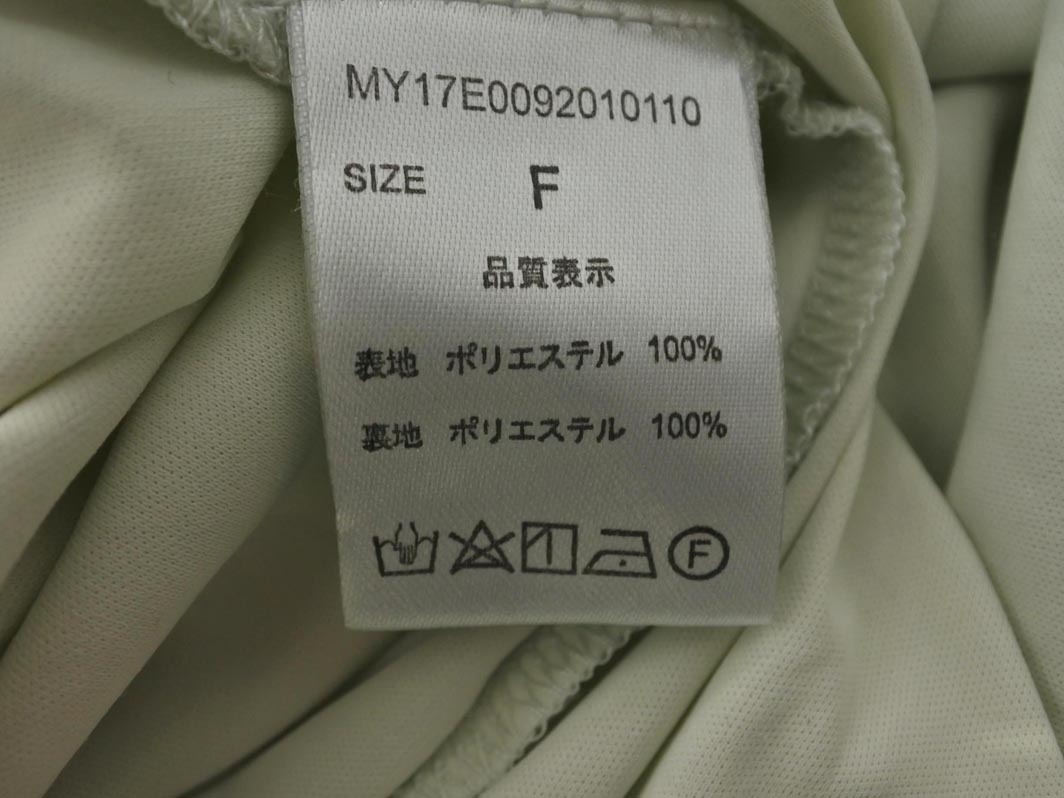 MY17E0092010110
SIZE F
品質表示
表地 ポリエステル 100%
裏地 ポリエステル 100%
F